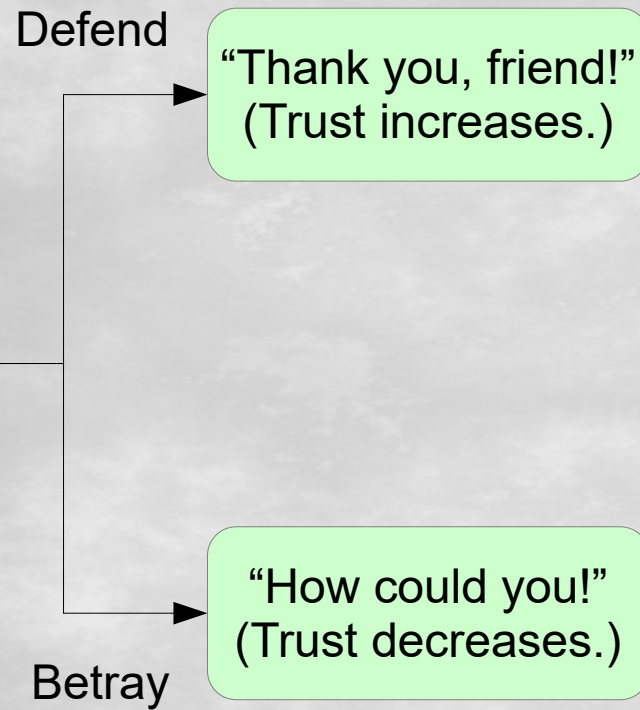 Defend
“Thank you, friend!”
(Trust increases.)
“How could you!”
(Trust decreases.)
Betray